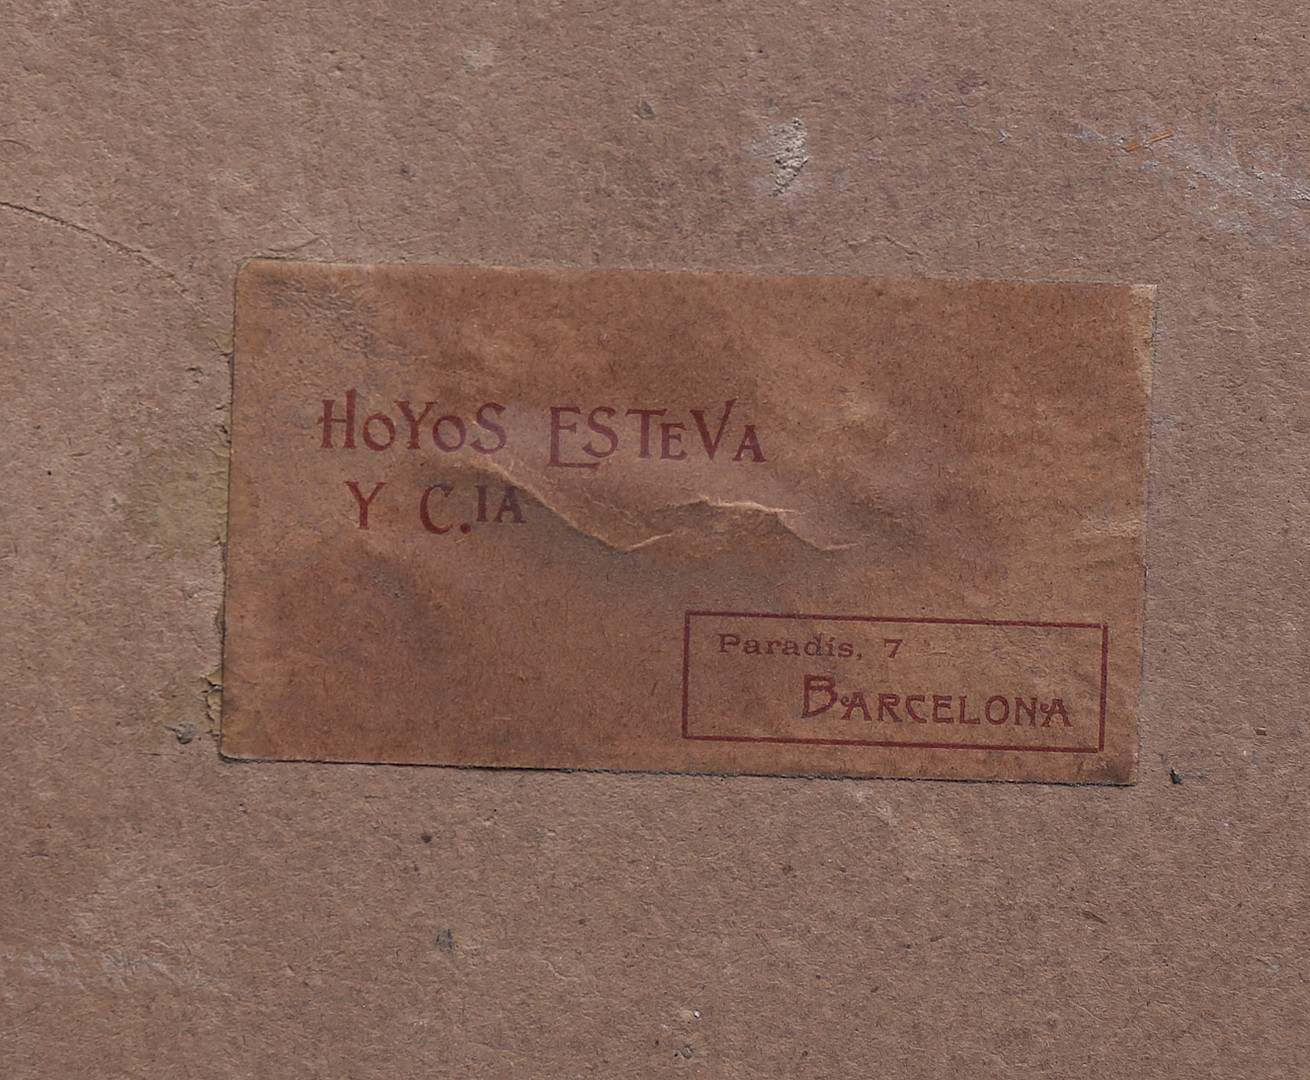 HOYOS ESTEVA
Y C.IA
Paradís, 7
BARCELONA